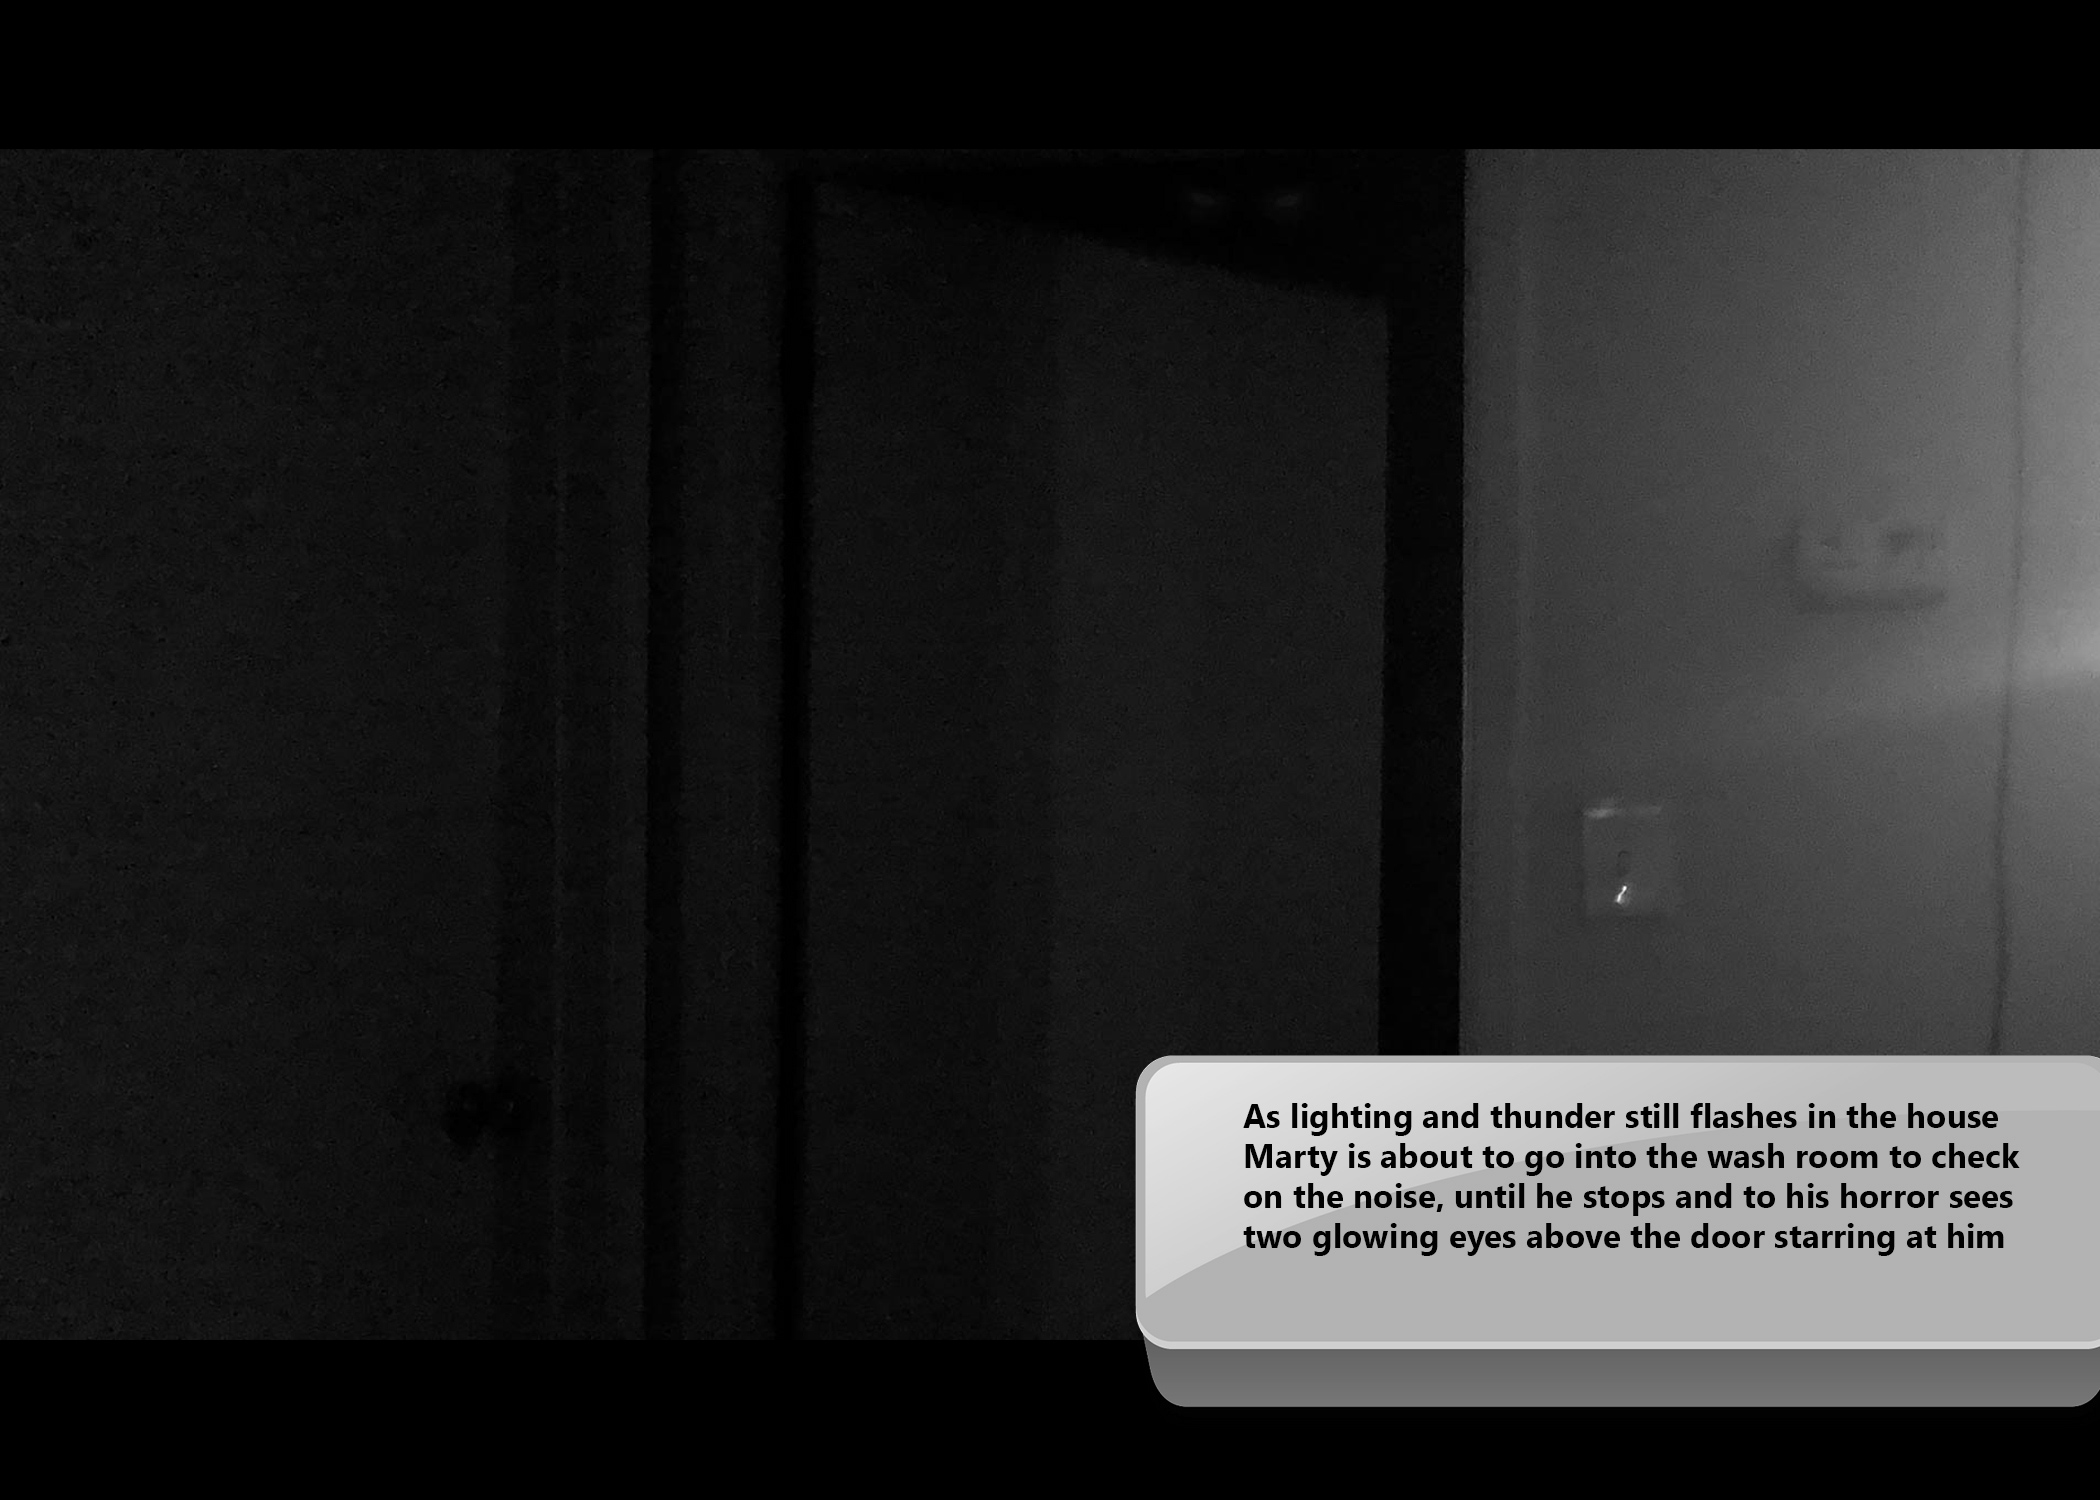 As lighting and thunder still flashes in the house
Marty is about to go into the wash room to check
on the noise, until he stops and to his horror sees
two glowing eyes above the door starring at him